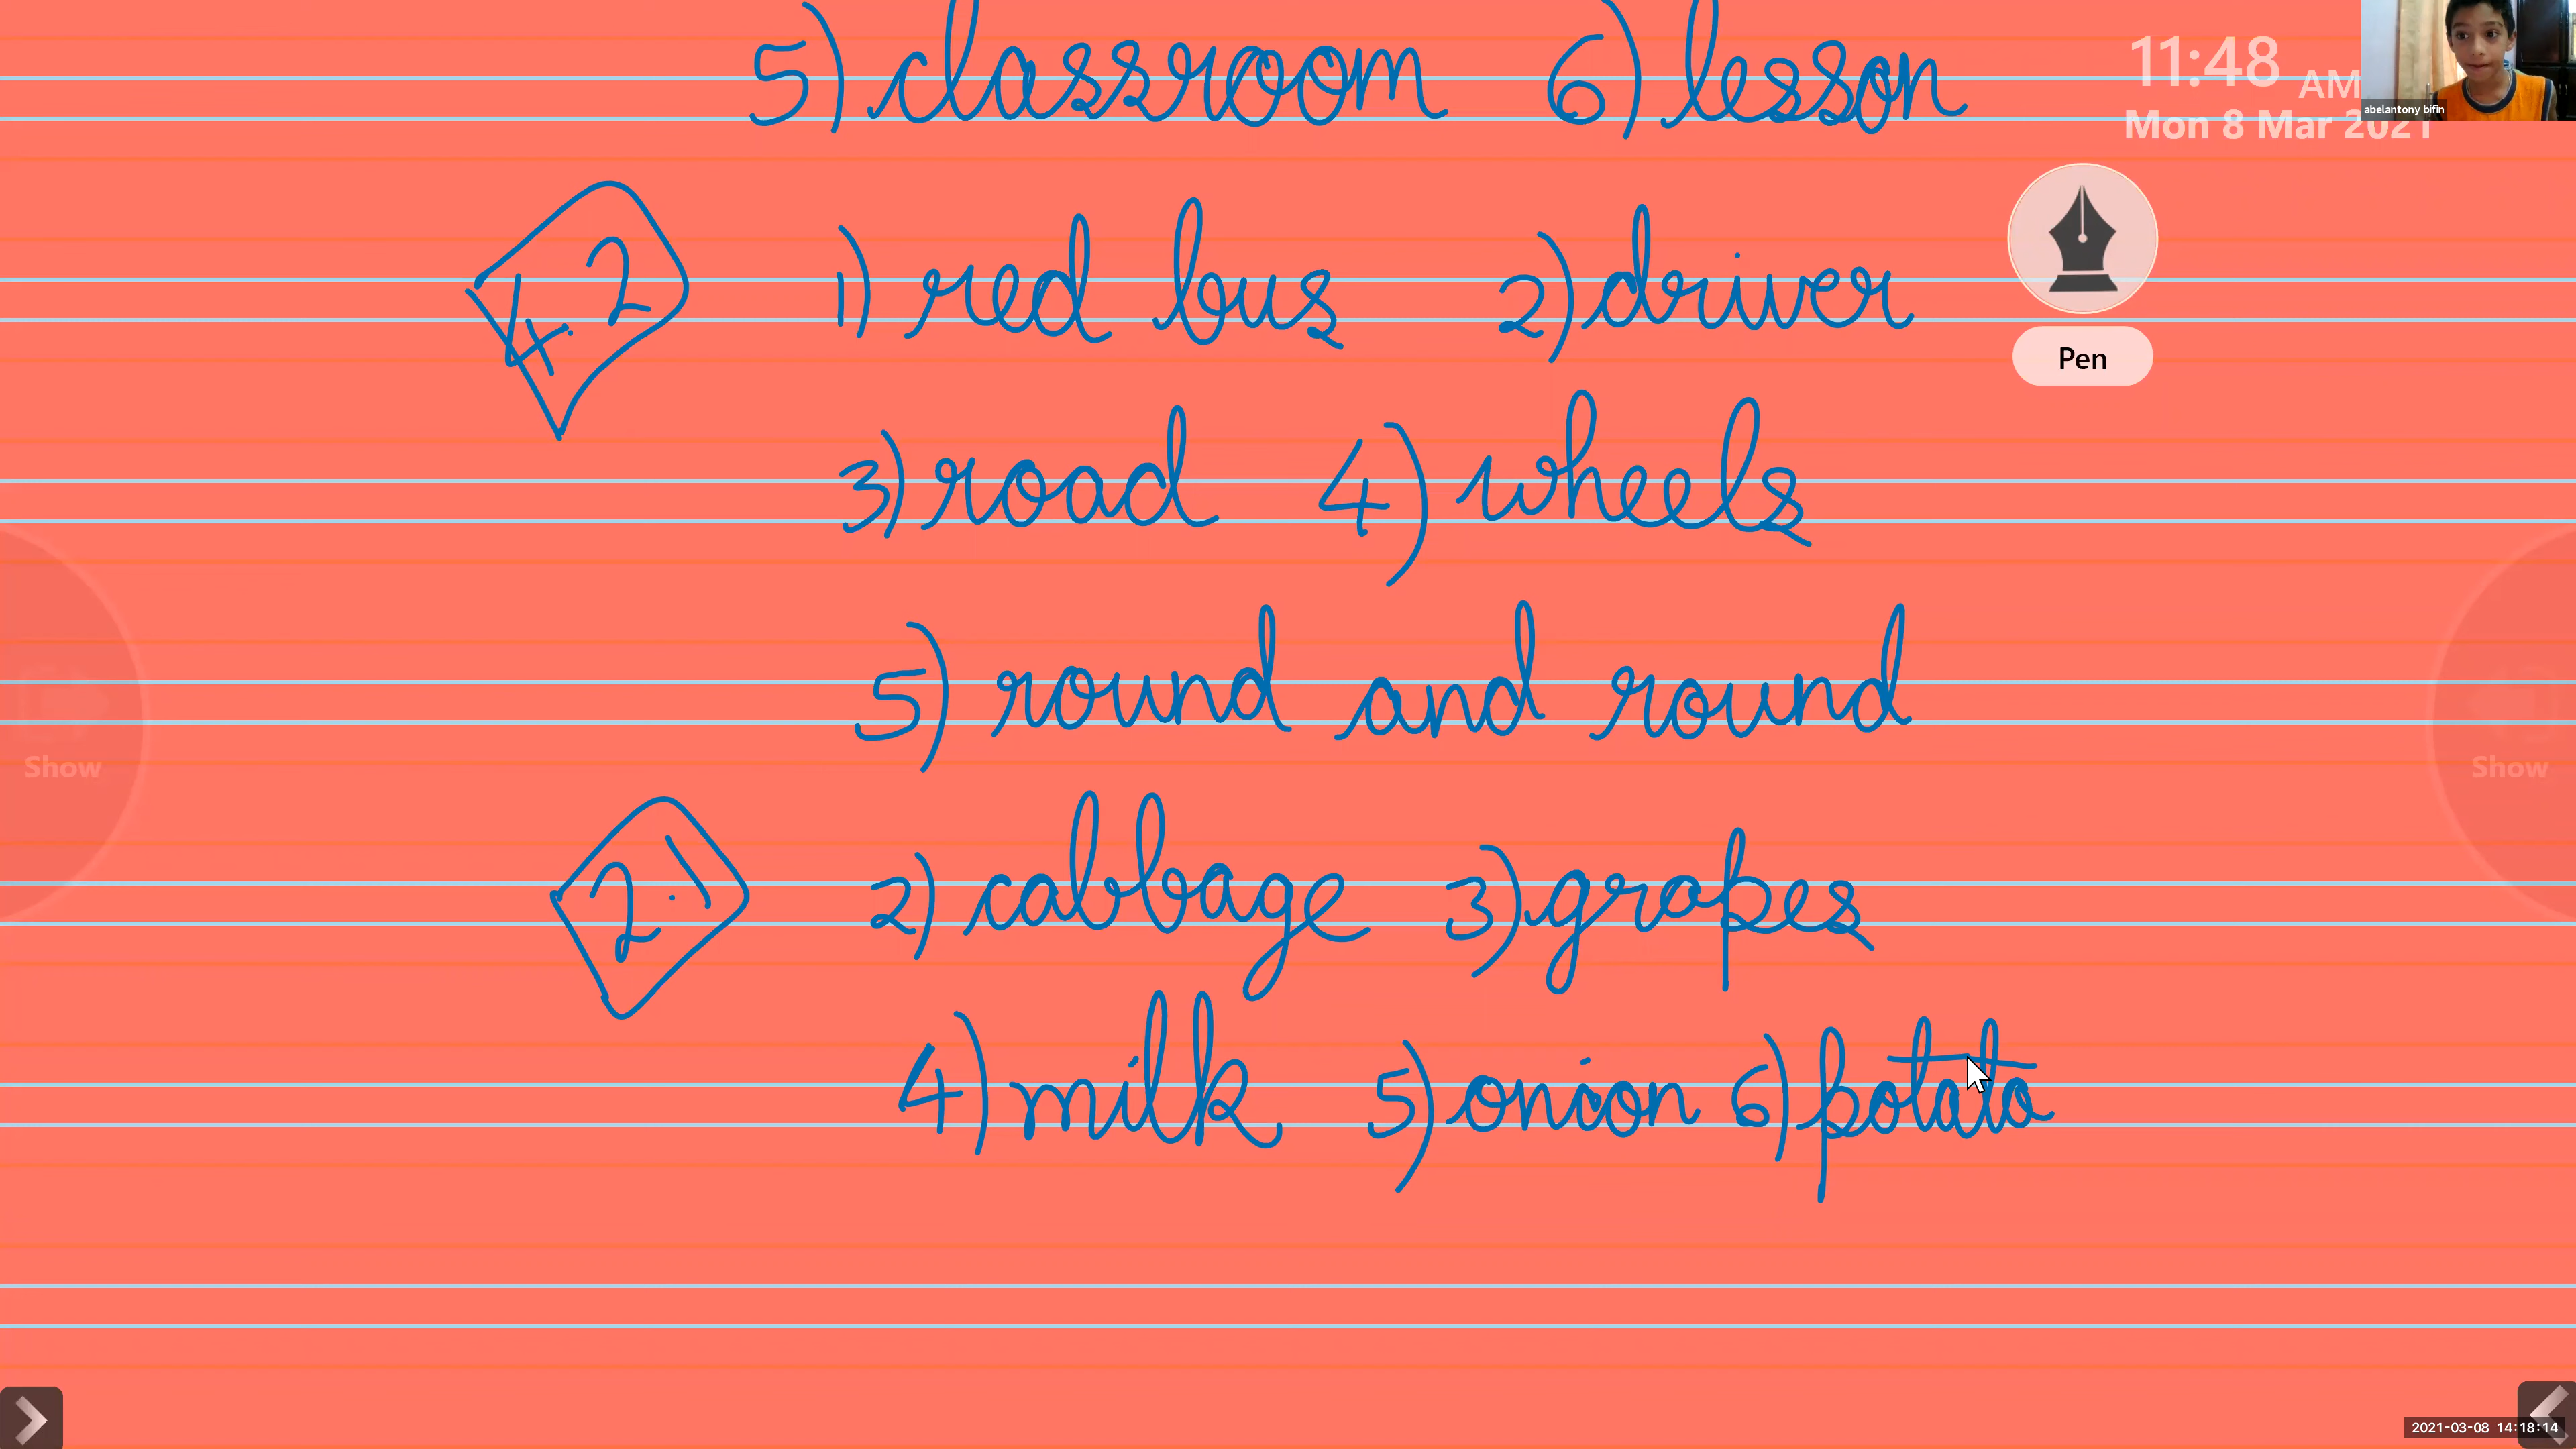 5) classroom 6) lesson
11:48 AM
Mon 8 Mar 2021
abelantony bifin
4.2 1) red bus 2) driver
Pen
3) road 4) wheels
5) round and round
Show
Show
2.1 2) cabbage 3) grapes
4) milk 5) onion 6) potato
2021-03-08 14:18:14